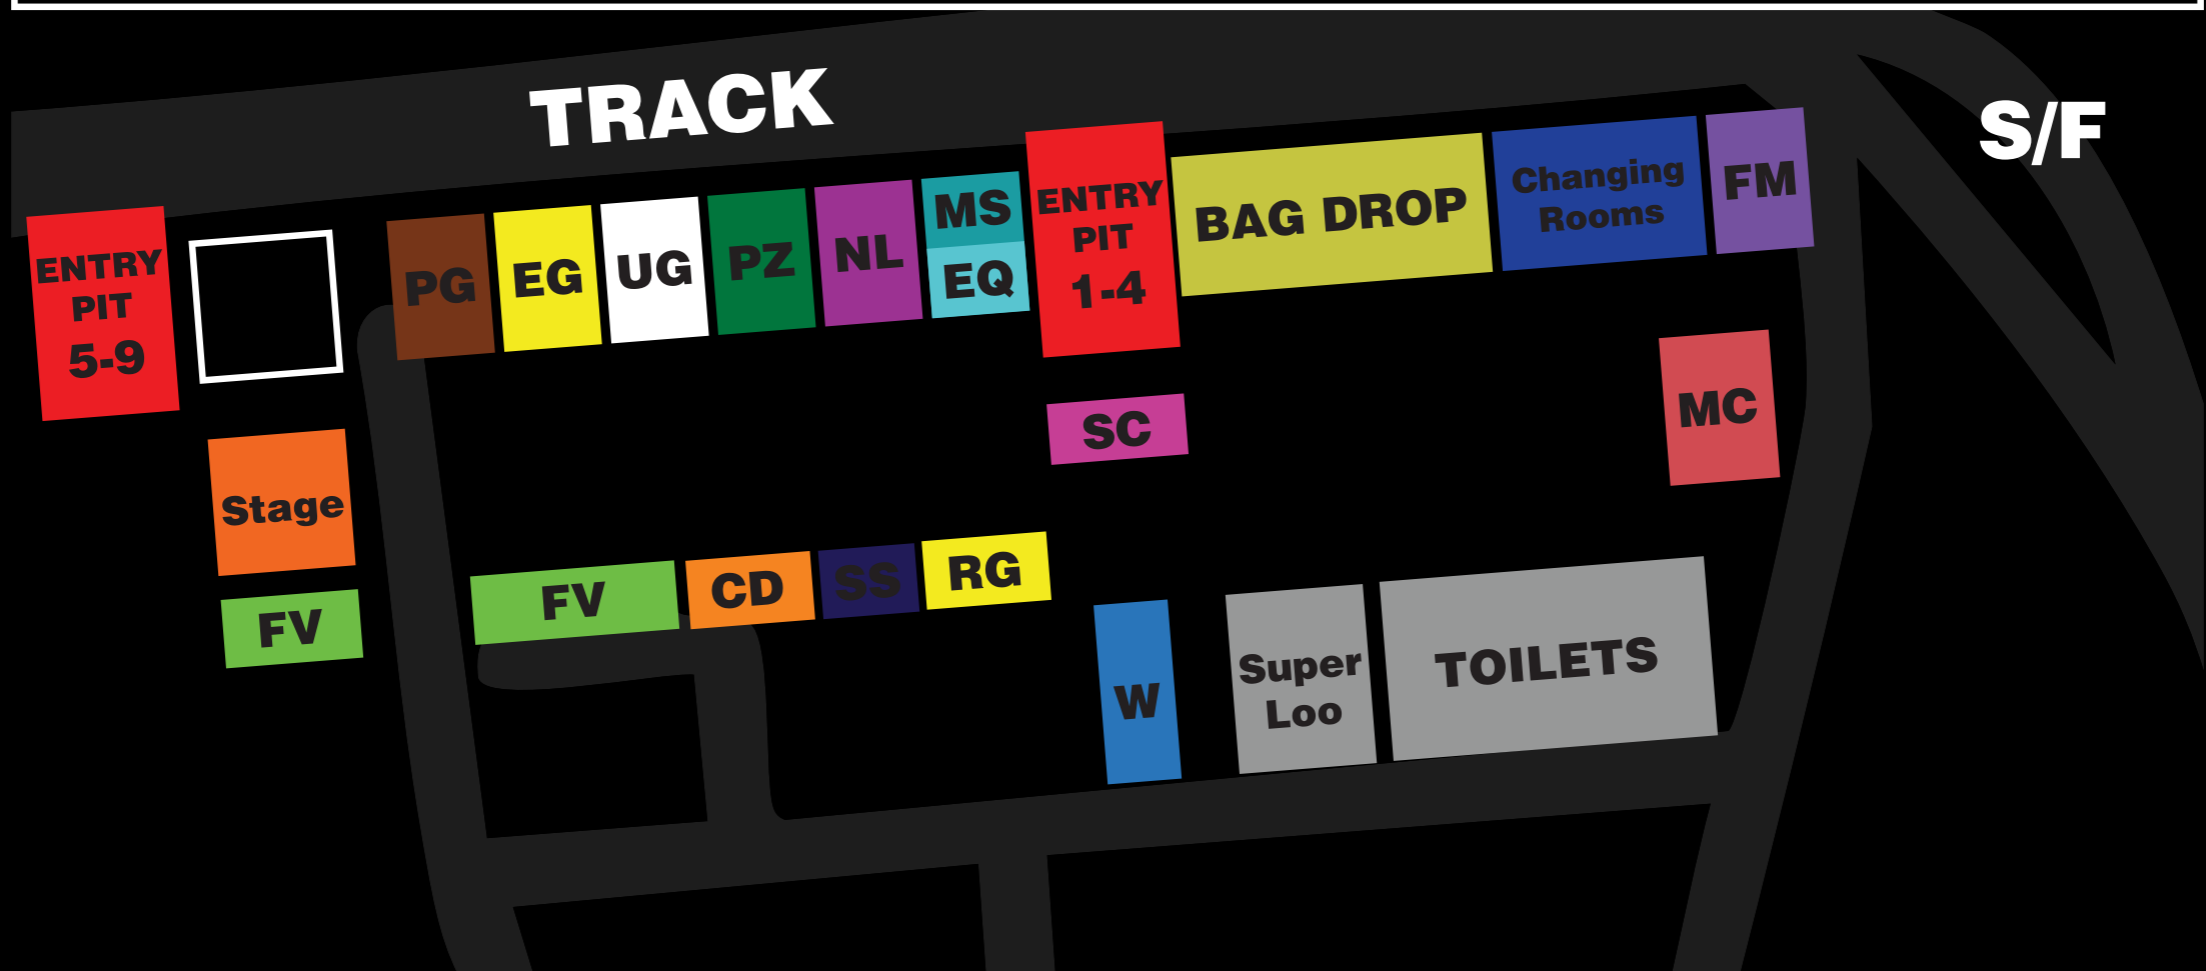 TRACK
S/F
ENTRY
PIT
5-9
PG
EG
UG
PZ
NL
MS
EQ
ENTRY
PIT
1-4
BAG DROP
Changing
Rooms
FM
Stage
SC
MC
FV
FV
CD
SS
RG
W
Super
Loo
TOILETS